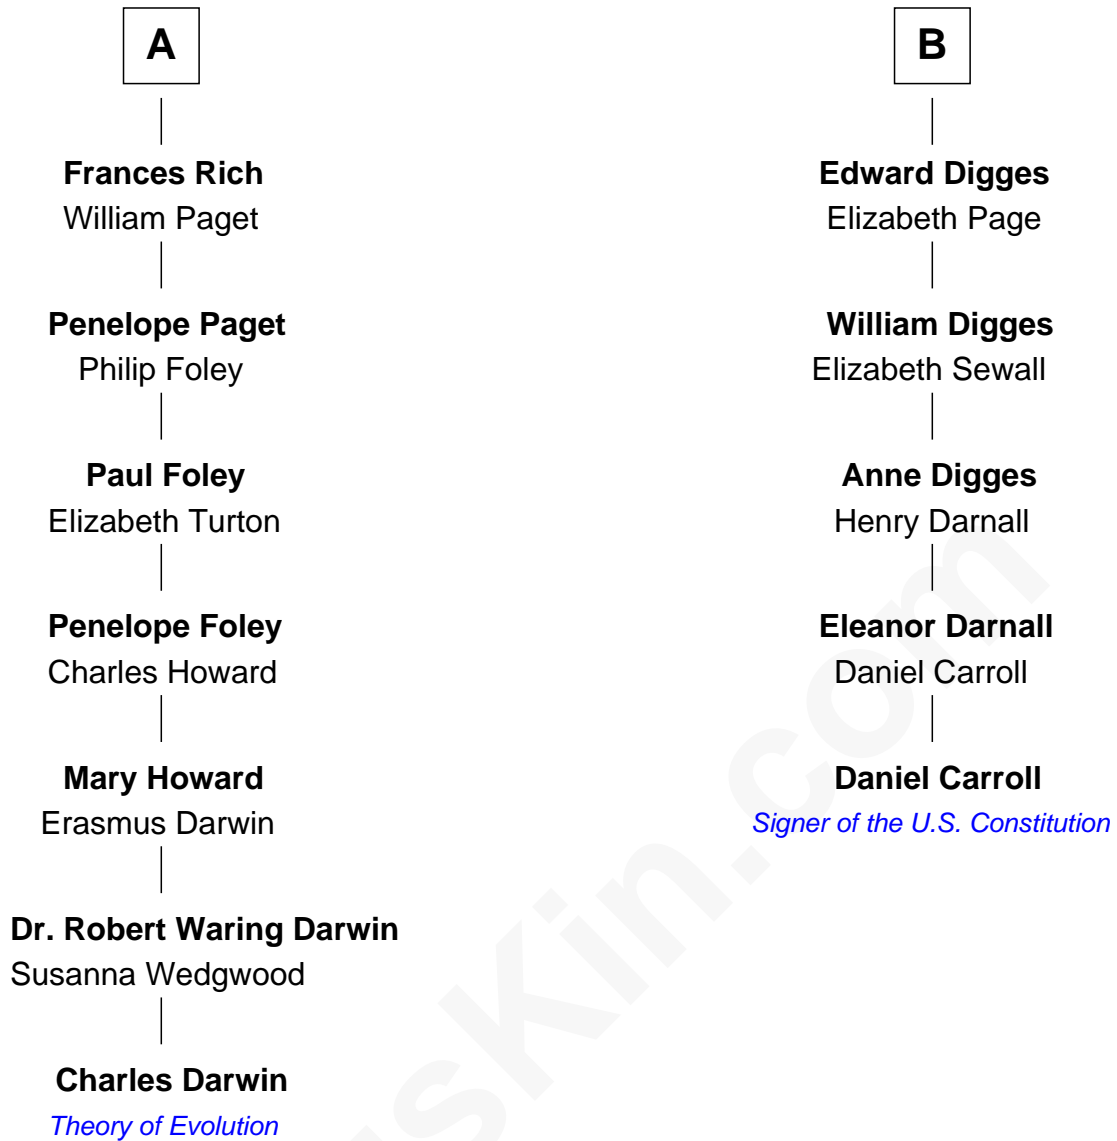 A
Frances Rich
William Paget
Penelope Paget
Philip Foley
Paul Foley
Elizabeth Turton
Penelope Foley
Charles Howard
Mary Howard
Erasmus Darwin
Dr. Robert Waring Darwin
Susanna Wedgwood
Charles Darwin
Theory of Evolution
B
Edward Digges
Elizabeth Page
William Digges
Elizabeth Sewall
Anne Digges
Henry Darnall
Eleanor Darnall
Daniel Carroll
Daniel Carroll
Signer of the U.S. Constitution